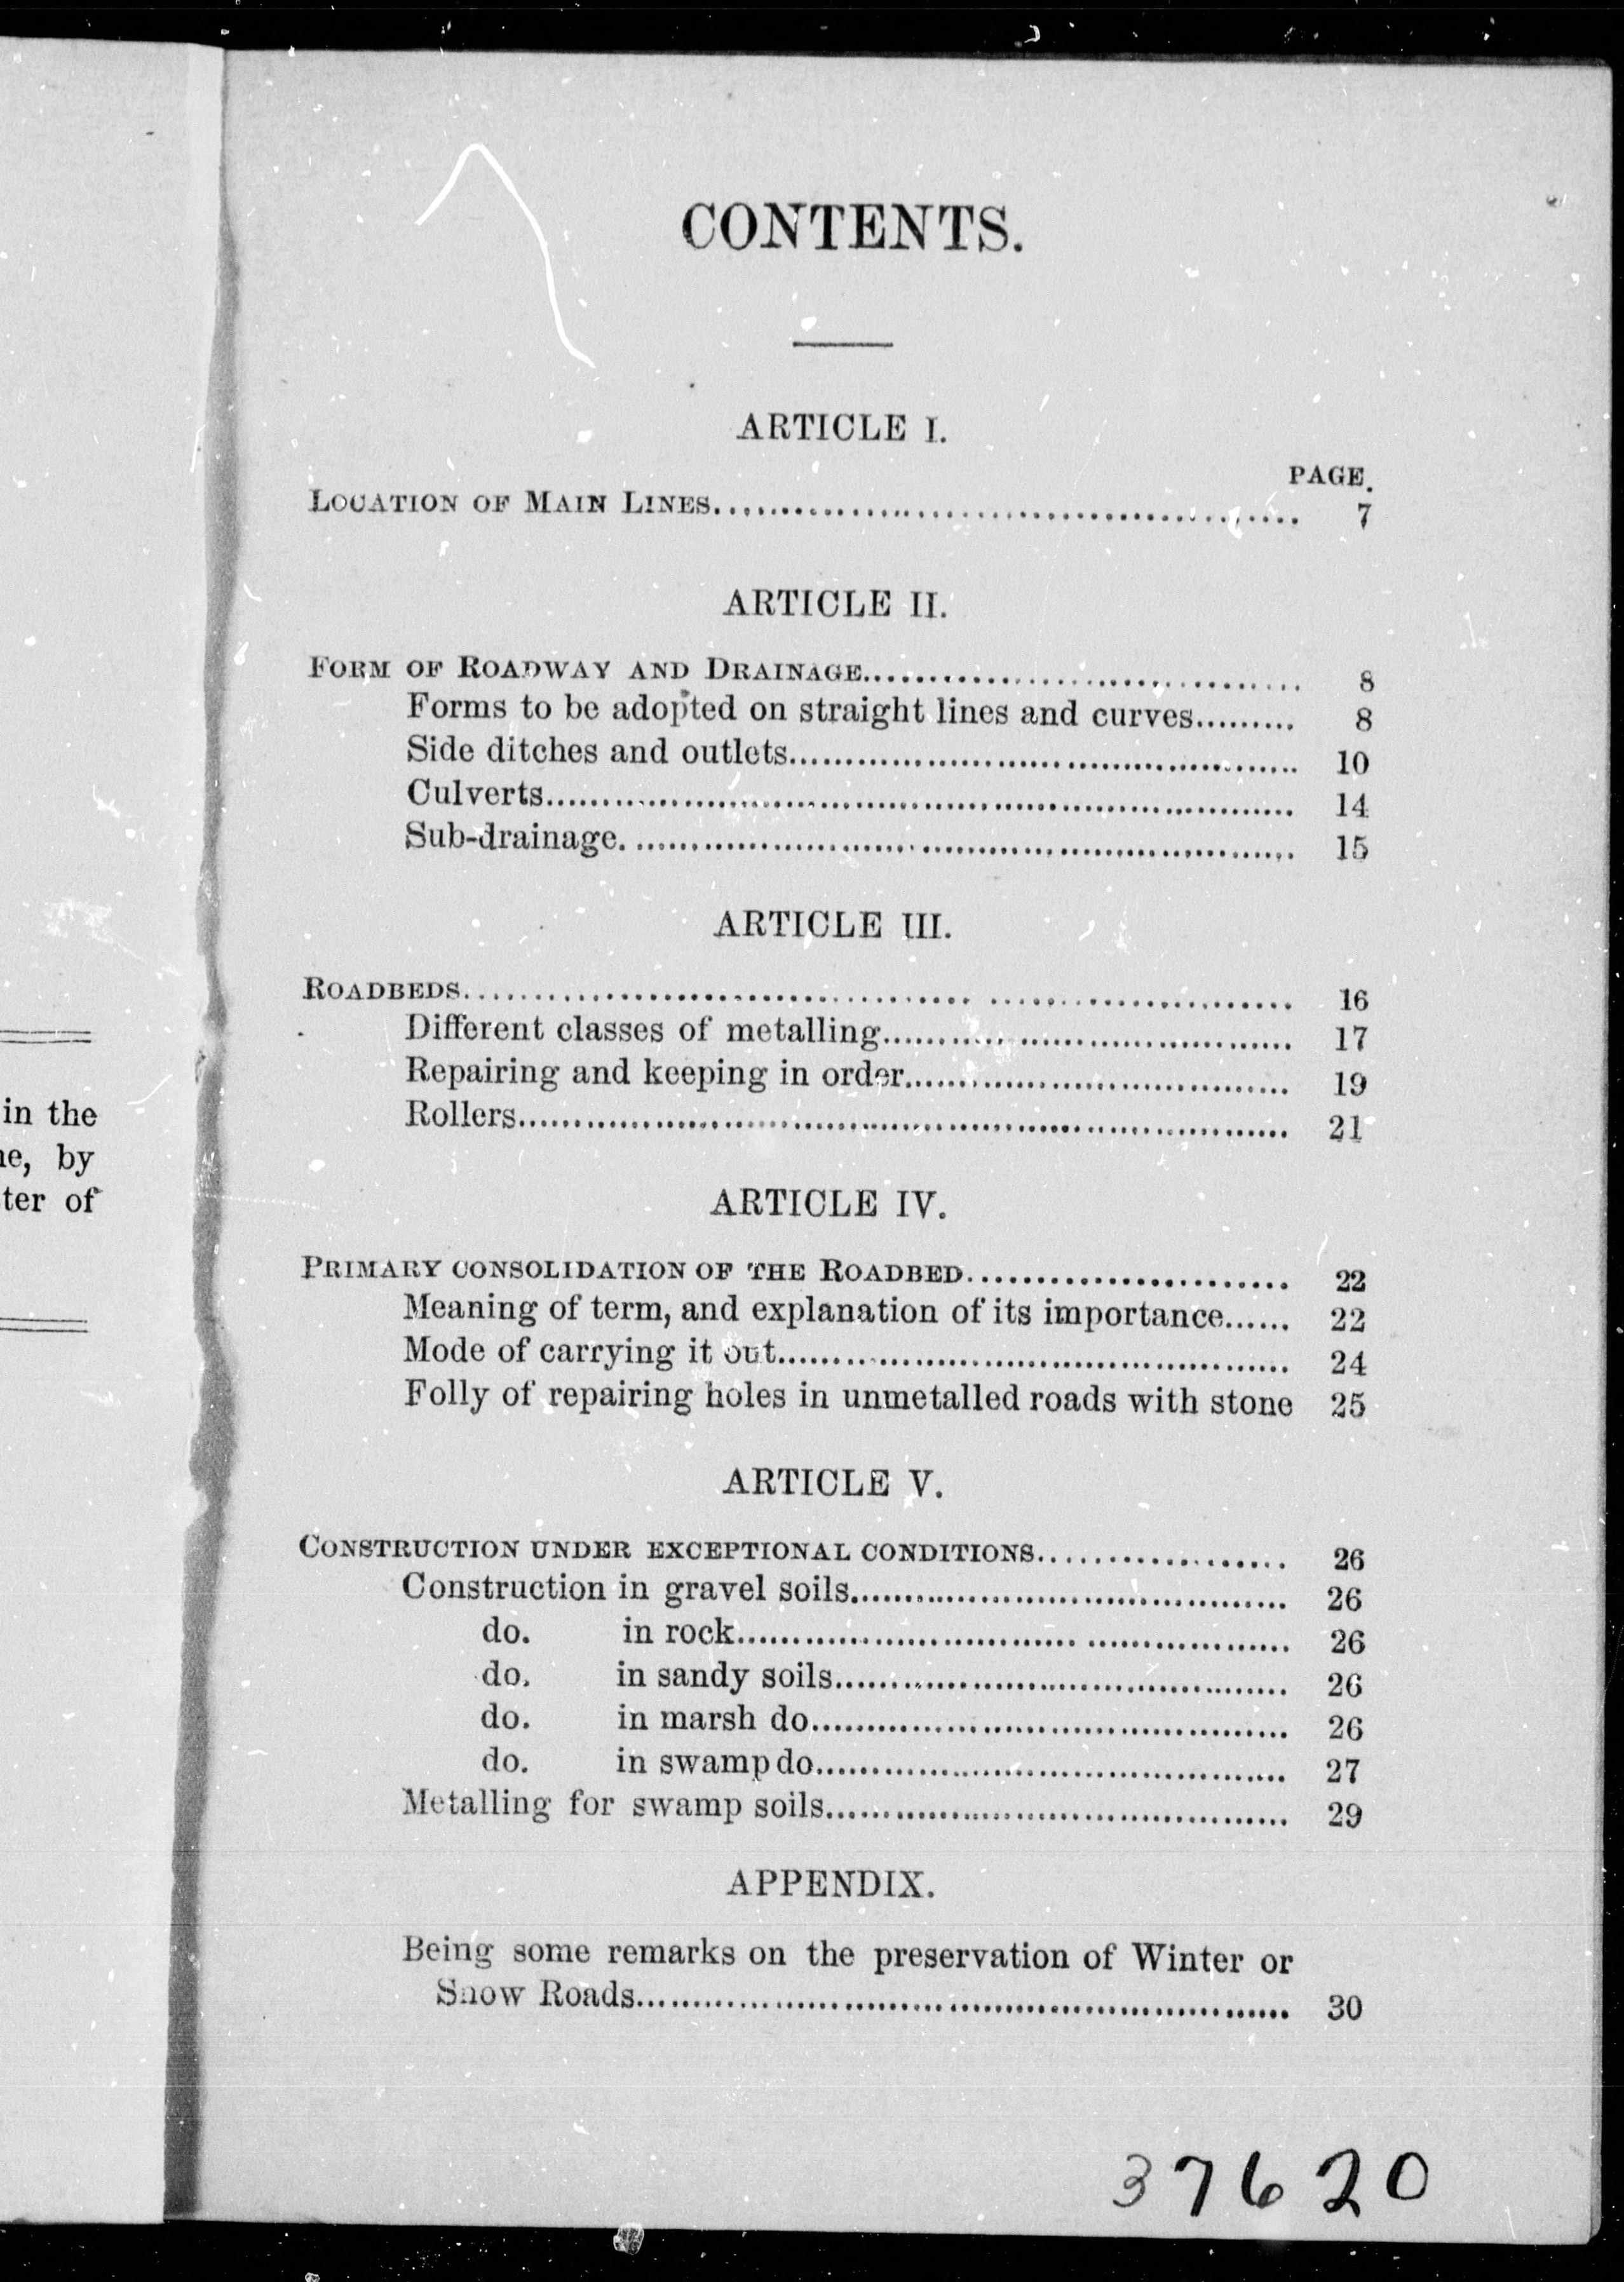 in the
e, by
ter of
CONTENTS.
ARTICLE I.
PAGE.
LOCATION OF MAIN LINES........ 7
ARTICLE II.
FORM OF ROADWAY AND DRAINAGE........ 8
Forms to be adopted on straight lines and curves........ 8
Side ditches and outlets........ 10
Culverts........ 14
Sub-drainage........ 15
ARTICLE III.
ROADBEDS........ 16
Different classes of metalling........ 17
Repairing and keeping in order........ 19
Rollers........ 21
ARTICLE IV.
PRIMARY CONSOLIDATION OF THE ROADBED........ 22
Meaning of term, and explanation of its importance...... 22
Mode of carrying it out........ 24
Folly of repairing holes in unmetalled roads with stone 25
ARTICLE V.
CONSTRUCTION UNDER EXCEPTIONAL CONDITIONS........ 26
Construction in gravel soils........ 26
do. in rock........ 26
do. in sandy soils........ 26
do. in marsh do........ 26
do. in swamp do........ 27
Metalling for swamp soils........ 29
APPENDIX.
Being some remarks on the preservation of Winter or
Snow Roads........ 30
37620